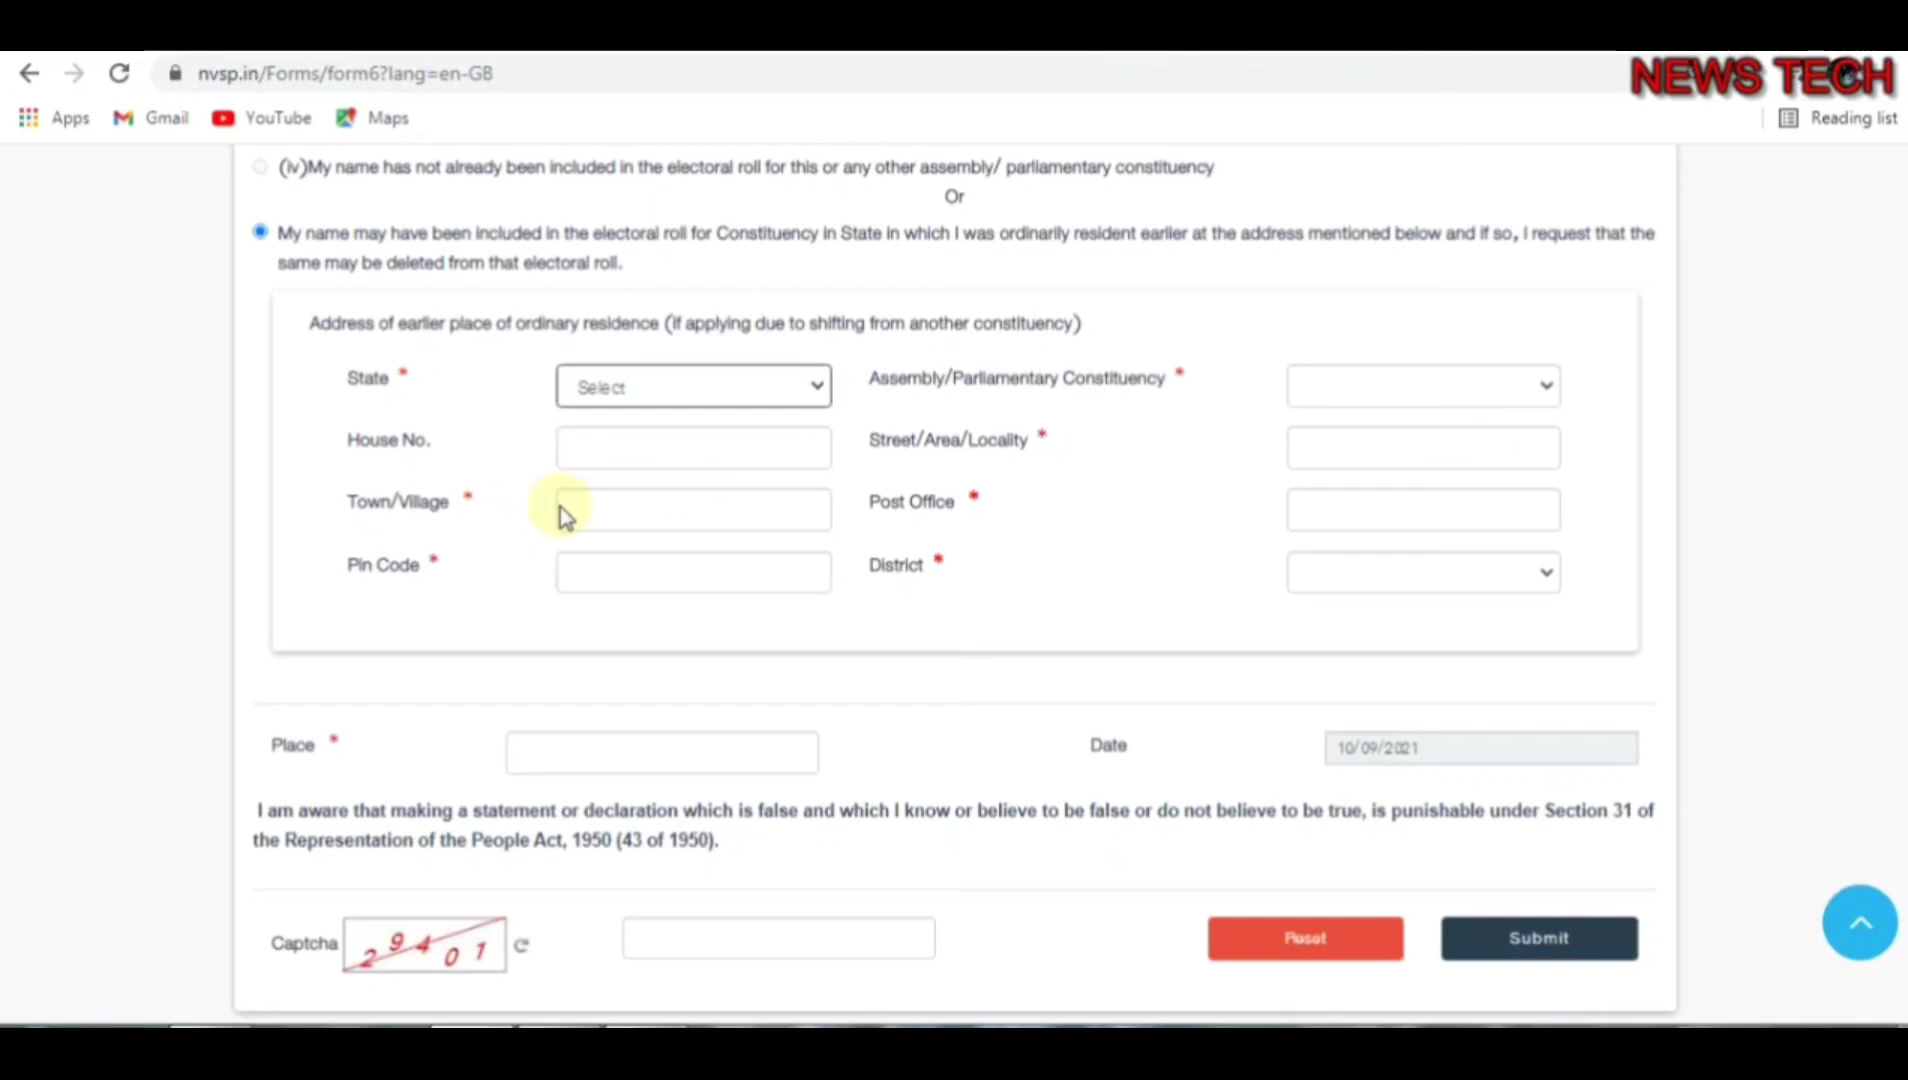 nvsp.in/Forms/form6?lang=en-GB
NEWS TECH
Apps Gmail YouTube Maps Reading list
(iv)My name has not already been included in the electoral roll for this or any other assembly/ parliamentary constituency
Or
My name may have been included in the electoral roll for Constituency in State in which I was ordinarily resident earlier at the address mentioned below and if so, I request that the
same may be deleted from that electoral roll.
Address of earlier place of ordinary residence (if applying due to shifting from another constituency)
State * Select Assembly/Parliamentary Constituency *
House No. Street/Area/Locality *
Town/Village * Post Office *
Pin Code * District *
Place * Date 10/09/2021
I am aware that making a statement or declaration which is false and which I know or believe to be false or do not believe to be true, is punishable under Section 31 of
the Representation of the People Act, 1950 (43 of 1950).
Captcha 29401 Reset Submit